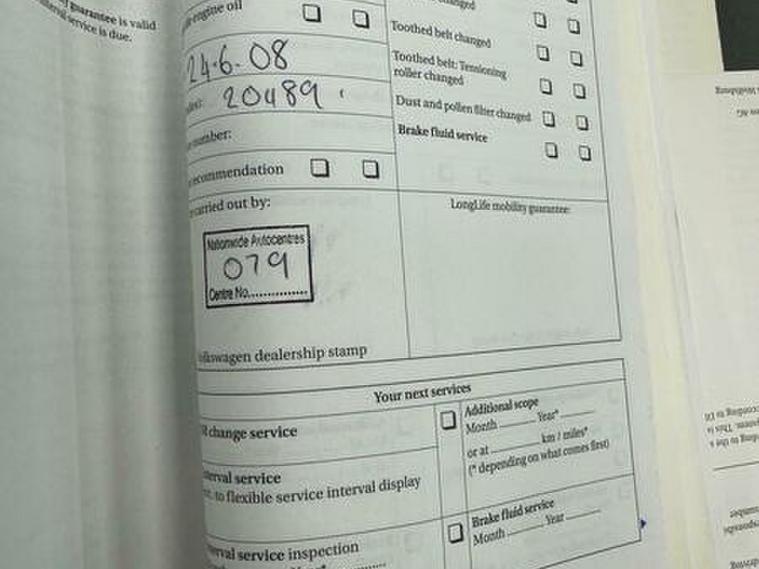 guarantee is valid
service is due.
engine oil
24.6.08
20489
number:
recommendation
carried out by:
Nationwide Autocentres
079
Centre No...............
Volkswagen dealership stamp
changed
Toothed belt changed
Toothed belt: Tensioning
roller changed
Dust and pollen filter changed
Brake fluid service
LongLife mobility guarantee:
Your next services
change service
service
to flexible service interval display
service inspection
Additional scope
Month Year*
or at km / miles*
(* depending on what comes first)
Brake fluid service
Month Year